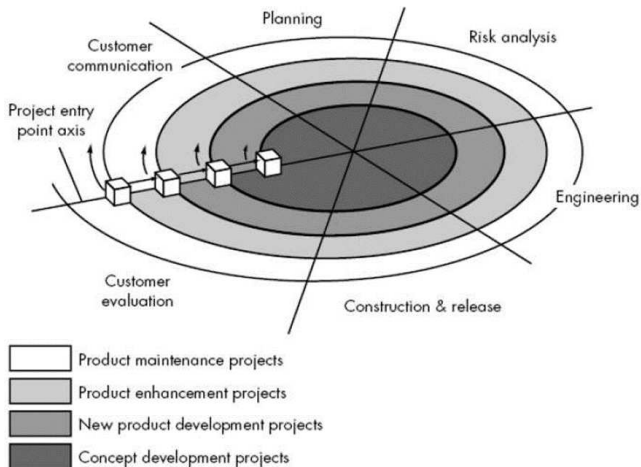 Planning
Risk analysis
Customer
communication
Project entry
point axis
Engineering
Customer
evaluation
Construction & release
Product maintenance projects
Product enhancement projects
New product development projects
Concept development projects